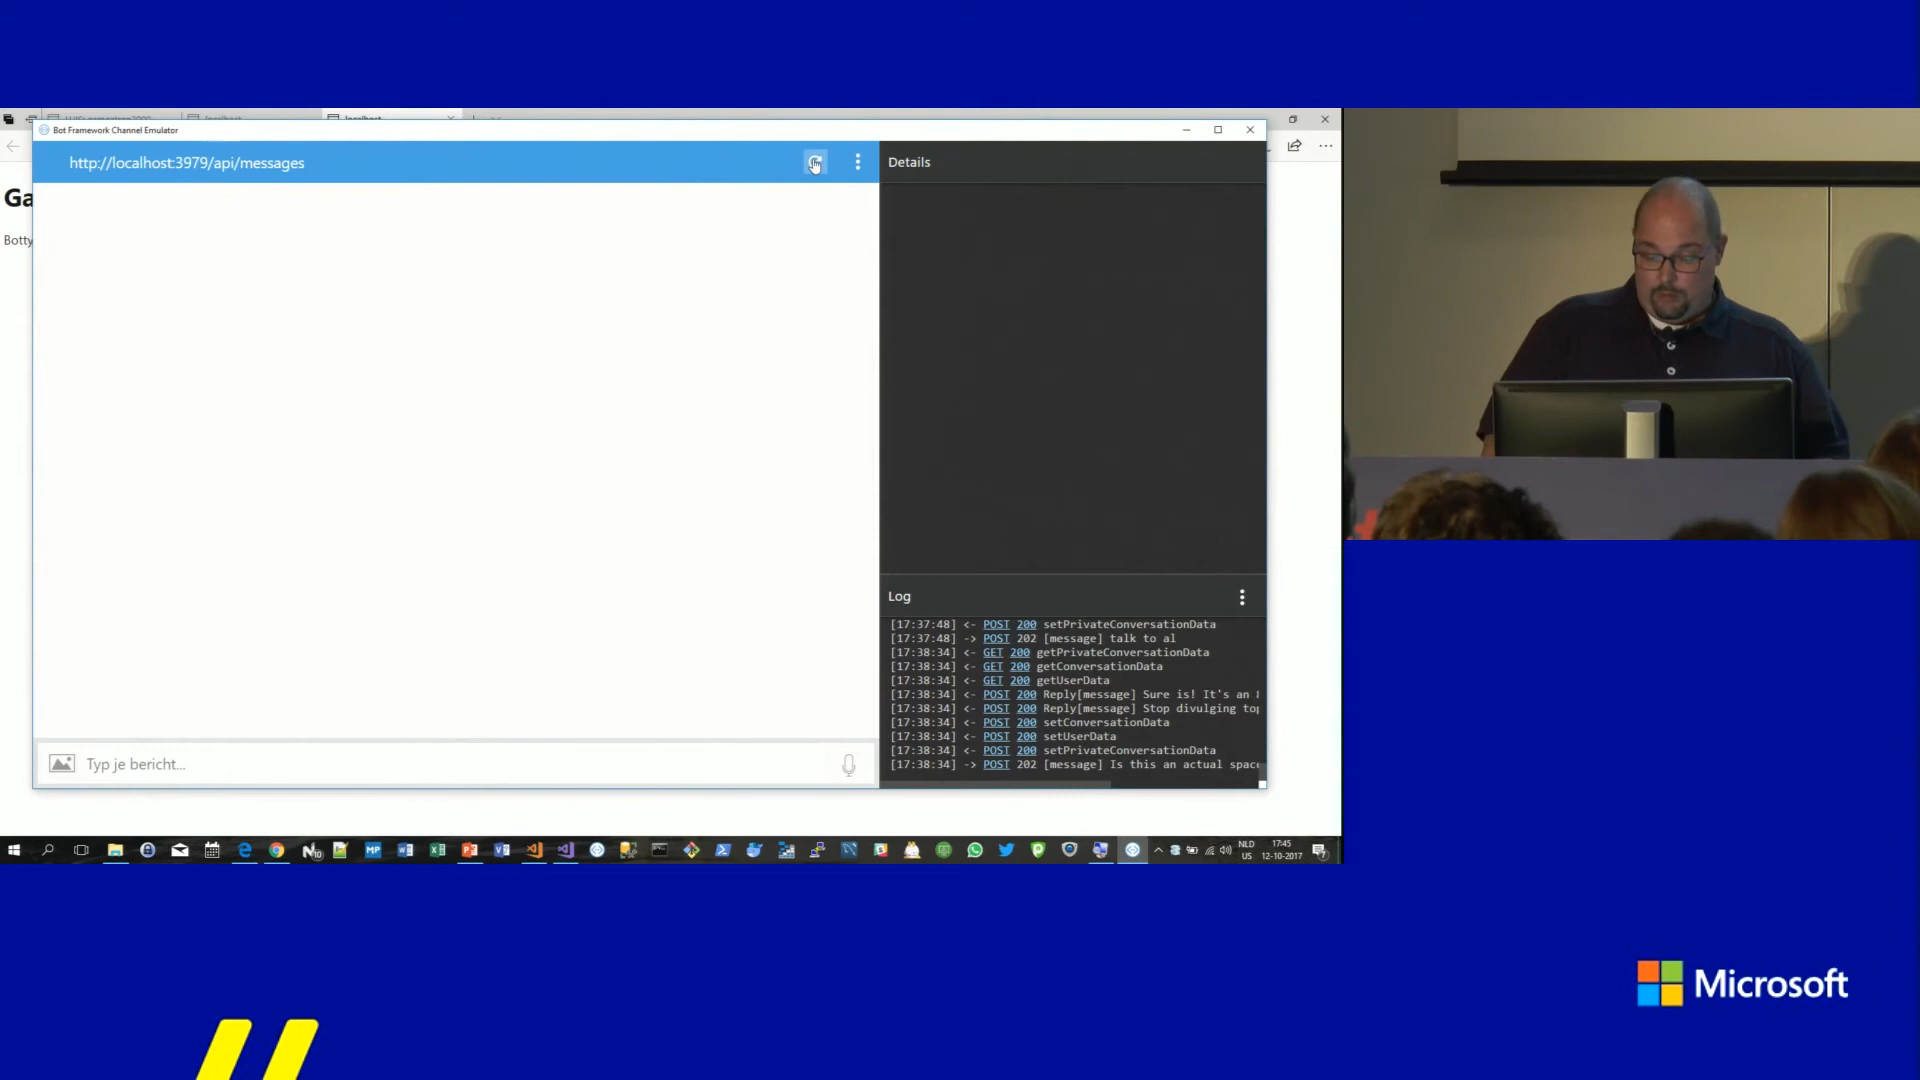 Bot Framework Channel Emulator
http://localhost:3979/api/messages
Details
Ga
Botty
Log
[17:37:48] <- POST 200 setPrivateConversationData
[17:37:48] -> POST 202 [message] talk to al
[17:38:34] <- GET 200 getPrivateConversationData
[17:38:34] <- GET 200 getConversationData
[17:38:34] <- GET 200 getUserData
[17:38:34] <- POST 200 Reply[message] Sure is! It's an
[17:38:34] <- POST 200 Reply[message] Stop divulging
[17:38:34] <- POST 200 setConversationData
[17:38:34] <- POST 200 setUserData
[17:38:34] <- POST 200 setPrivateConversationData
[17:38:34] -> POST 202 [message] Is this an actual
Typ je bericht...
NLD
US
17:45
12-10-2017
Microsoft